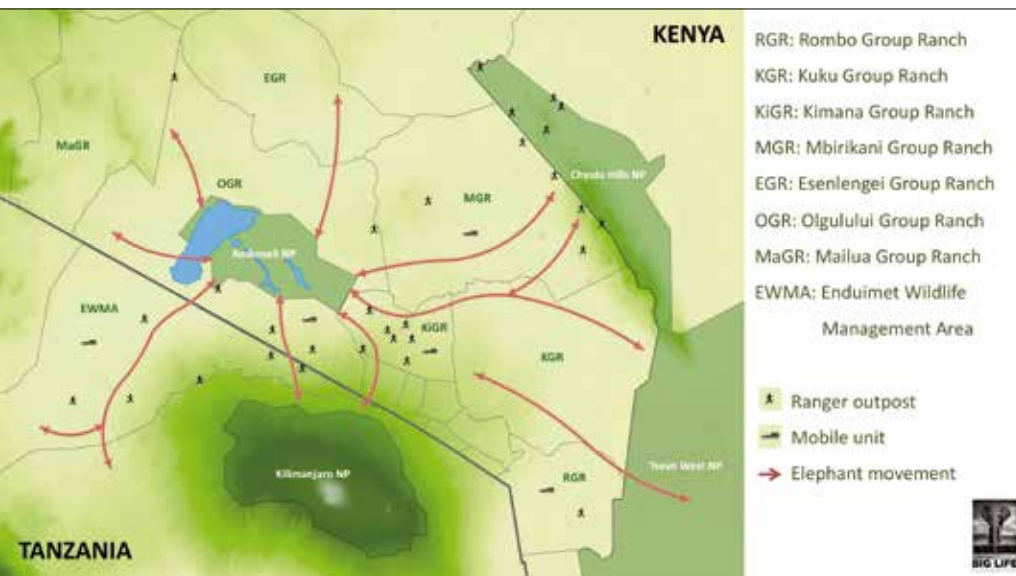 KENYA
EGR
MaGR
OGR
MGR
Chyulu Hills NP
Amboseli NP
EWMA
KiGR
KGR
Kilimanjaro NP
Tsavo West NP
RGR
TANZANIA
RGR: Rombo Group Ranch
KGR: Kuku Group Ranch
KiGR: Kimana Group Ranch
MGR: Mbirikani Group Ranch
EGR: Esenlengei Group Ranch
OGR: Olgulului Group Ranch
MaGR: Mailua Group Ranch
EWMA: Enduimet Wildlife
Management Area
Ranger outpost
Mobile unit
Elephant movement
BIG LIFE